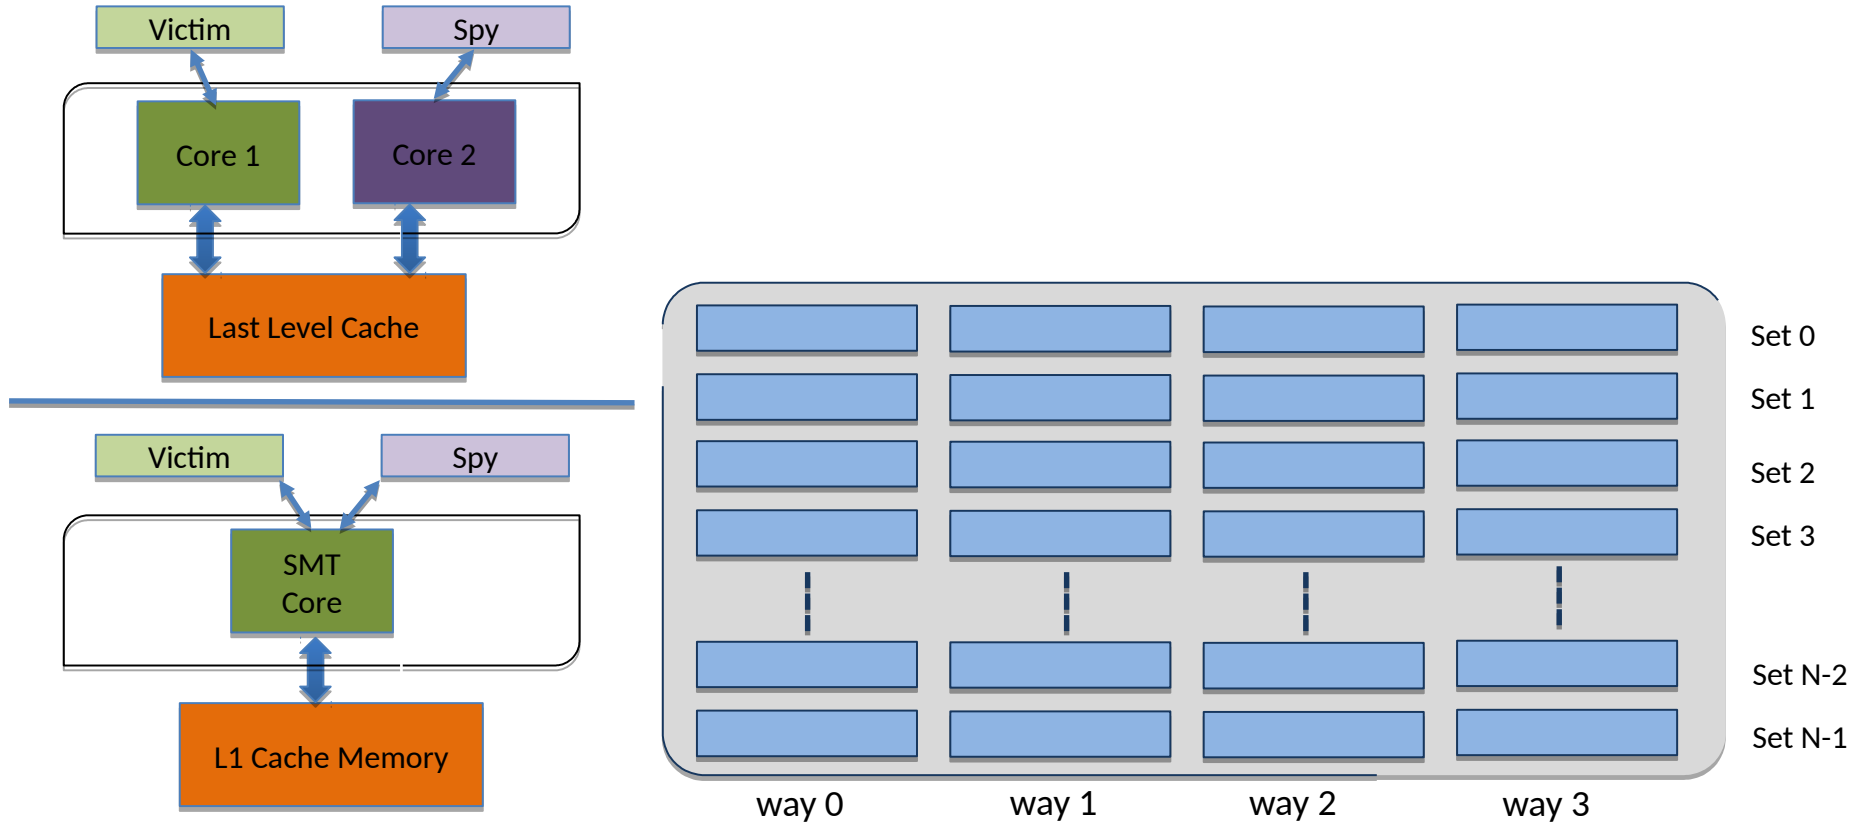 Victim
Spy
Core 1
Core 2
Last Level Cache
Victim
Spy
SMT
Core
L1 Cache Memory
Set 0
Set 1
Set 2
Set 3
Set N-2
Set N-1
way 0
way 1
way 2
way 3